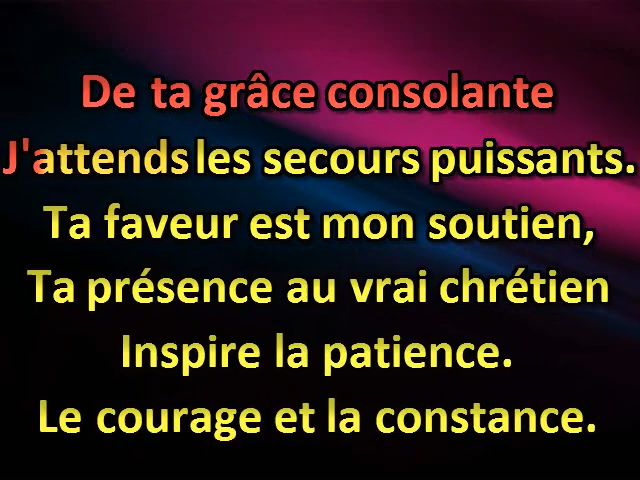 De ta grâce consolante
J'attends les secours puissants.
Ta faveur est mon soutien,
Ta présence au vrai chrétien
Inspire la patience.
Le courage et la constance.